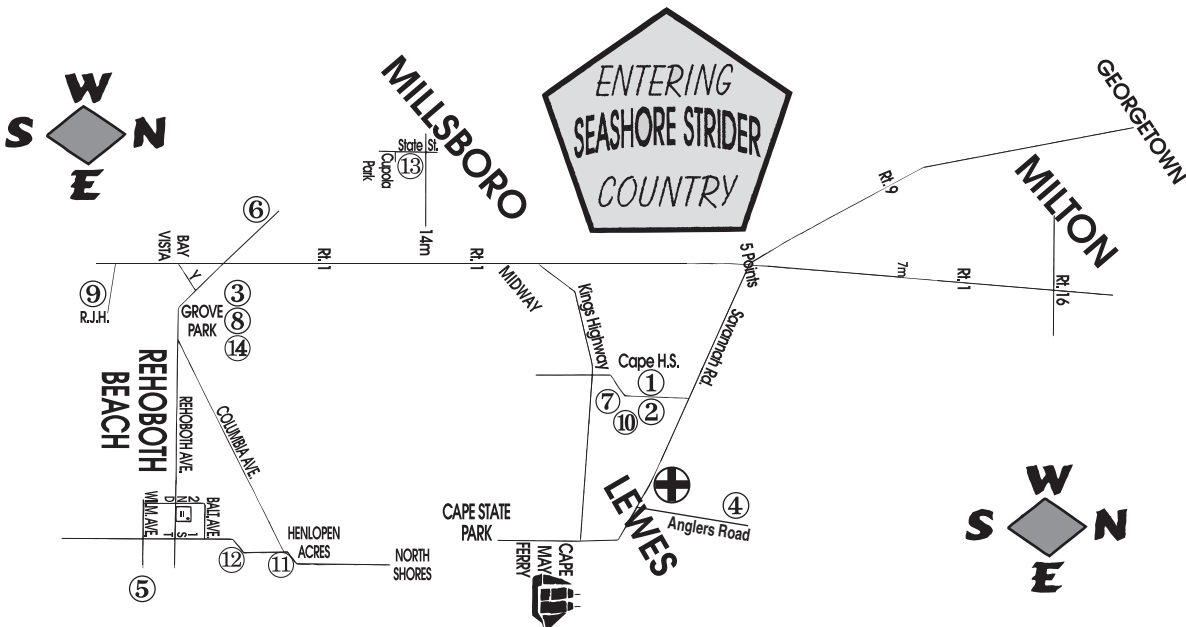 W
S N
E
MILLSBORO
State St.
13
Cupola
Park
14m
ENTERING
SEASHORE STRIDER
COUNTRY
GEORGETOWN
MILTON
Rt. 9
6
BAY
VISTA
Y
Rt. 1
Rt. 1
MIDWAY
5 Points
7m
Rt. 1
Rt. 16
9
R.J.H.
3
GROVE
PARK
8
14
Kings Highway
Savannah Rd.
Cape H.S.
1
7
2
10
REHOBOTH
BEACH
REHOBOTH AVE.
COLUMBIA AVE.
WILM. AVE.
2
N
D
1
S
T
BALT. AVE.
HENLOPEN
ACRES
NORTH
SHORES
12
11
5
CAPE STATE
PARK
LEWES
4
Anglers Road
CAPE
MAY
FERRY
W
S N
E